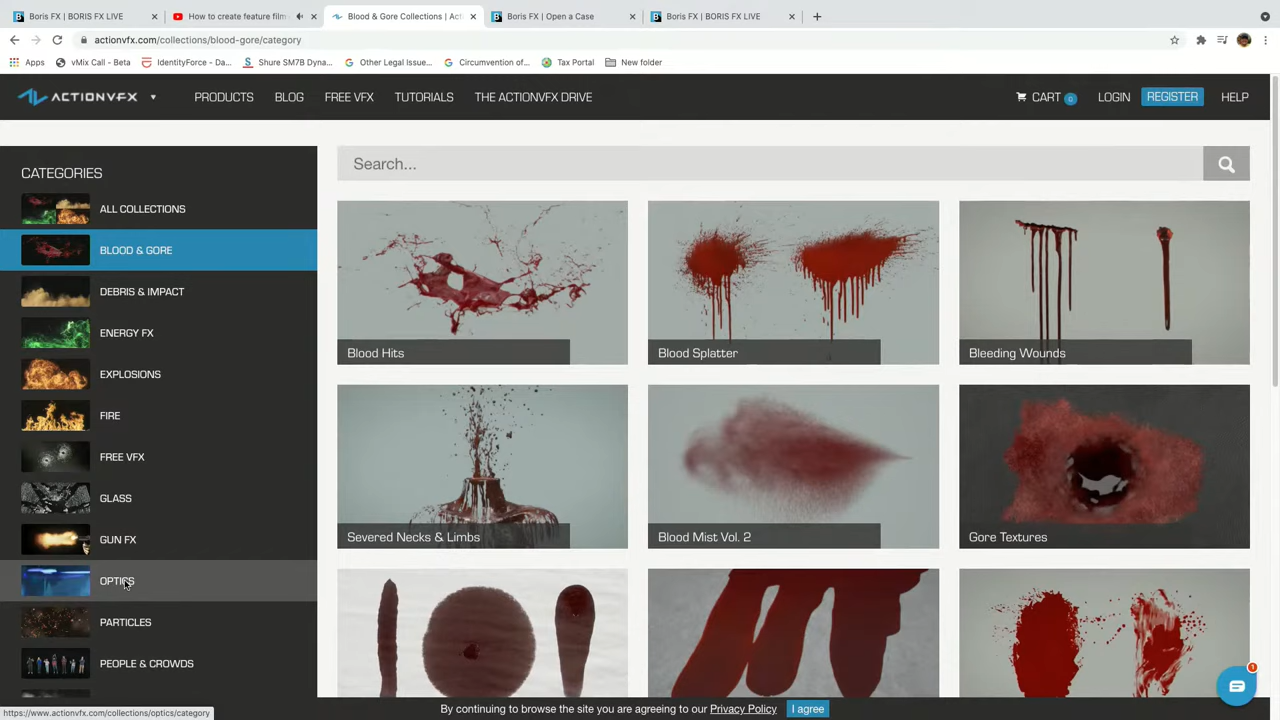 Boris FX | BORIS FX LIVE
How to create feature film
Blood & Gore Collections | Act
Boris FX | Open a Case
Boris FX | BORIS FX LIVE
actionvfx.com/collections/blood-gore/category
Apps
vMix Call - Beta
IdentityForce - Da...
Shure SM7B Dyna...
Other Legal Issue...
Circumvention of...
Tax Portal
New folder
ACTIONVFX
PRODUCTS
BLOG
FREE VFX
TUTORIALS
THE ACTIONVFX DRIVE
CART 0
LOGIN
REGISTER
HELP
CATEGORIES
ALL COLLECTIONS
BLOOD & GORE
DEBRIS & IMPACT
ENERGY FX
EXPLOSIONS
FIRE
FREE VFX
GLASS
GUN FX
OPTICS
PARTICLES
PEOPLE & CROWDS
Search...
Blood Hits
Blood Splatter
Bleeding Wounds
Severed Necks & Limbs
Blood Mist Vol. 2
Gore Textures
1
https://www.actionvfx.com/collections/optics/category
By continuing to browse the site you are agreeing to our Privacy Policy
I agree